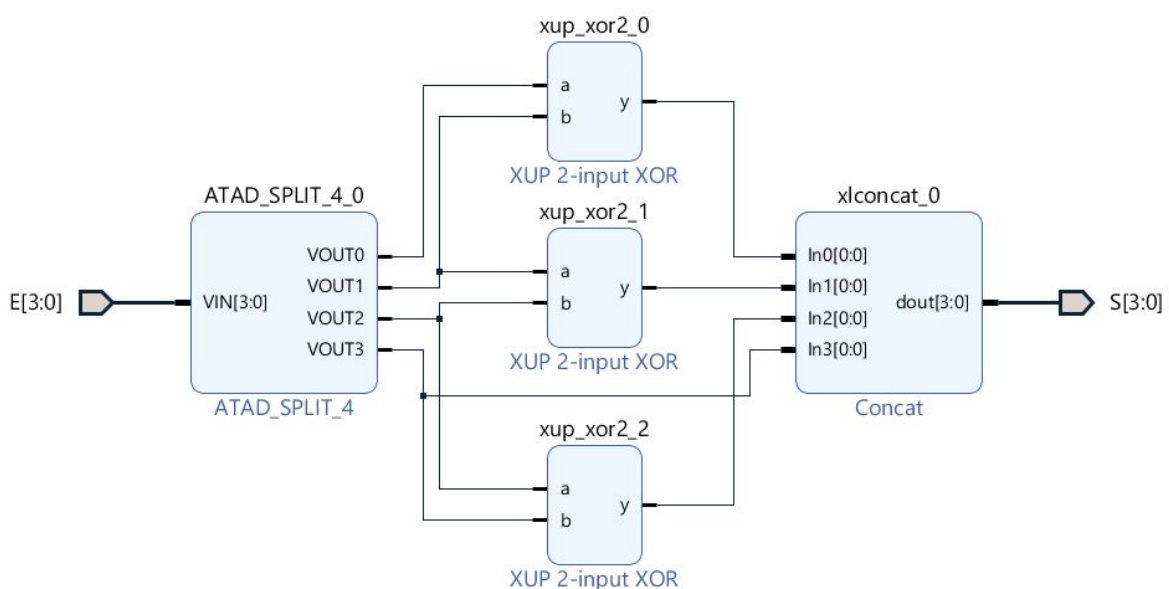 xup_xor2_0
a
b
y
XUP 2-input XOR
ATAD_SPLIT_4_0
VOUT0
VOUT1
VOUT2
VOUT3
E[3:0]
VIN[3:0]
ATAD_SPLIT_4
xup_xor2_1
a
b
y
XUP 2-input XOR
xup_xor2_2
a
b
y
XUP 2-input XOR
xlconcat_0
In0[0:0]
In1[0:0]
In2[0:0]
In3[0:0]
dout[3:0]
Concat
S[3:0]